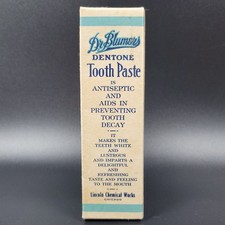 Dr. Blumers
DENTONE
Tooth Paste
IS
ANTISEPTIC
AND
AIDS IN
PREVENTING
TOOTH
DECAY
IT
MAKES THE
TEETH WHITE
AND
LUSTROUS
AND IMPARTS A
DELIGHTFUL
AND
REFRESHING
TASTE AND FEELING
TO THE MOUTH
Lincoln Chemical Works
CHICAGO